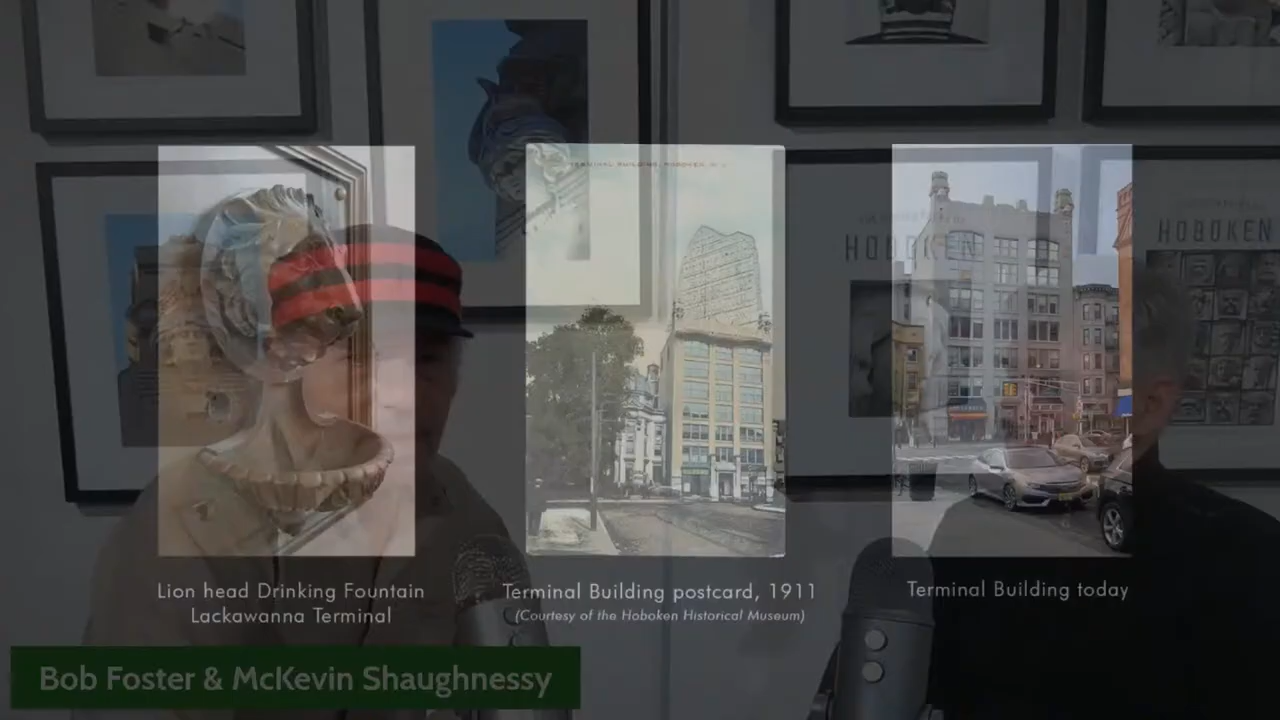 TERMINAL BUILDING, HOBOKEN, N. J.
HOBOKEN
HOBOKEN
Lion head Drinking Fountain
Lackawanna Terminal
Terminal Building postcard, 1911
(Courtesy of the Hoboken Historical Museum)
Terminal Building today
Bob Foster & McKevin Shaughnessy